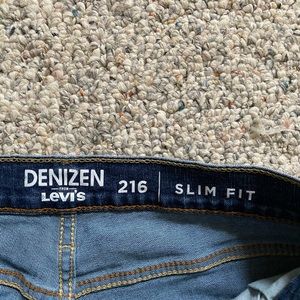 DENIZEN
FROM
Levi's
216 | SLIM FIT